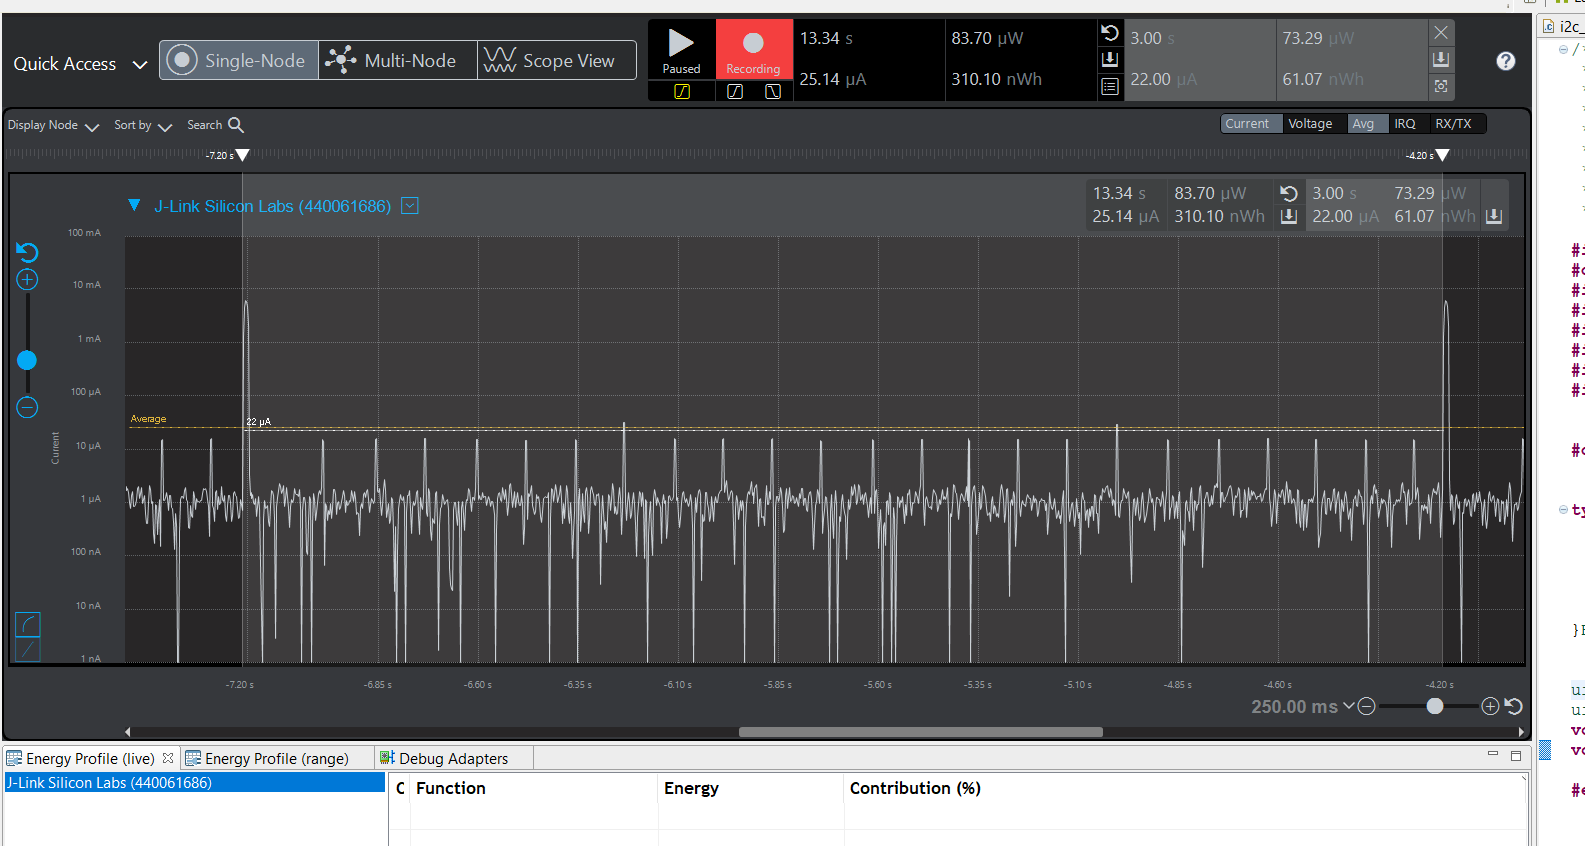 Quick Access
Single-Node
Multi-Node
Scope View
Paused
Recording
13.34 s
25.14 µA
83.70 µW
310.10 nWh
3.00 s
22.00 µA
73.29 µW
61.07 nWh
i2c_
Display Node
Sort by
Search
Current
Voltage
Avg
IRQ
RX/TX
-7.20 s
-4.20 s
J-Link Silicon Labs (440061686)
13.34 s 83.70 µW
25.14 µA 310.10 nWh
3.00 s 73.29 µW
22.00 µA 61.07 nWh
100 mA
10 mA
1 mA
100 µA
Average
22 µA
10 µA
Current
1 µA
100 nA
10 nA
1 nA
-7.20 s
-6.85 s
-6.60 s
-6.35 s
-6.10 s
-5.85 s
-5.60 s
-5.35 s
-5.10 s
-4.85 s
-4.60 s
-4.20 s
250.00 ms
Energy Profile (live)
Energy Profile (range)
Debug Adapters
J-Link Silicon Labs (440061686)
C
Function
Energy
Contribution (%)